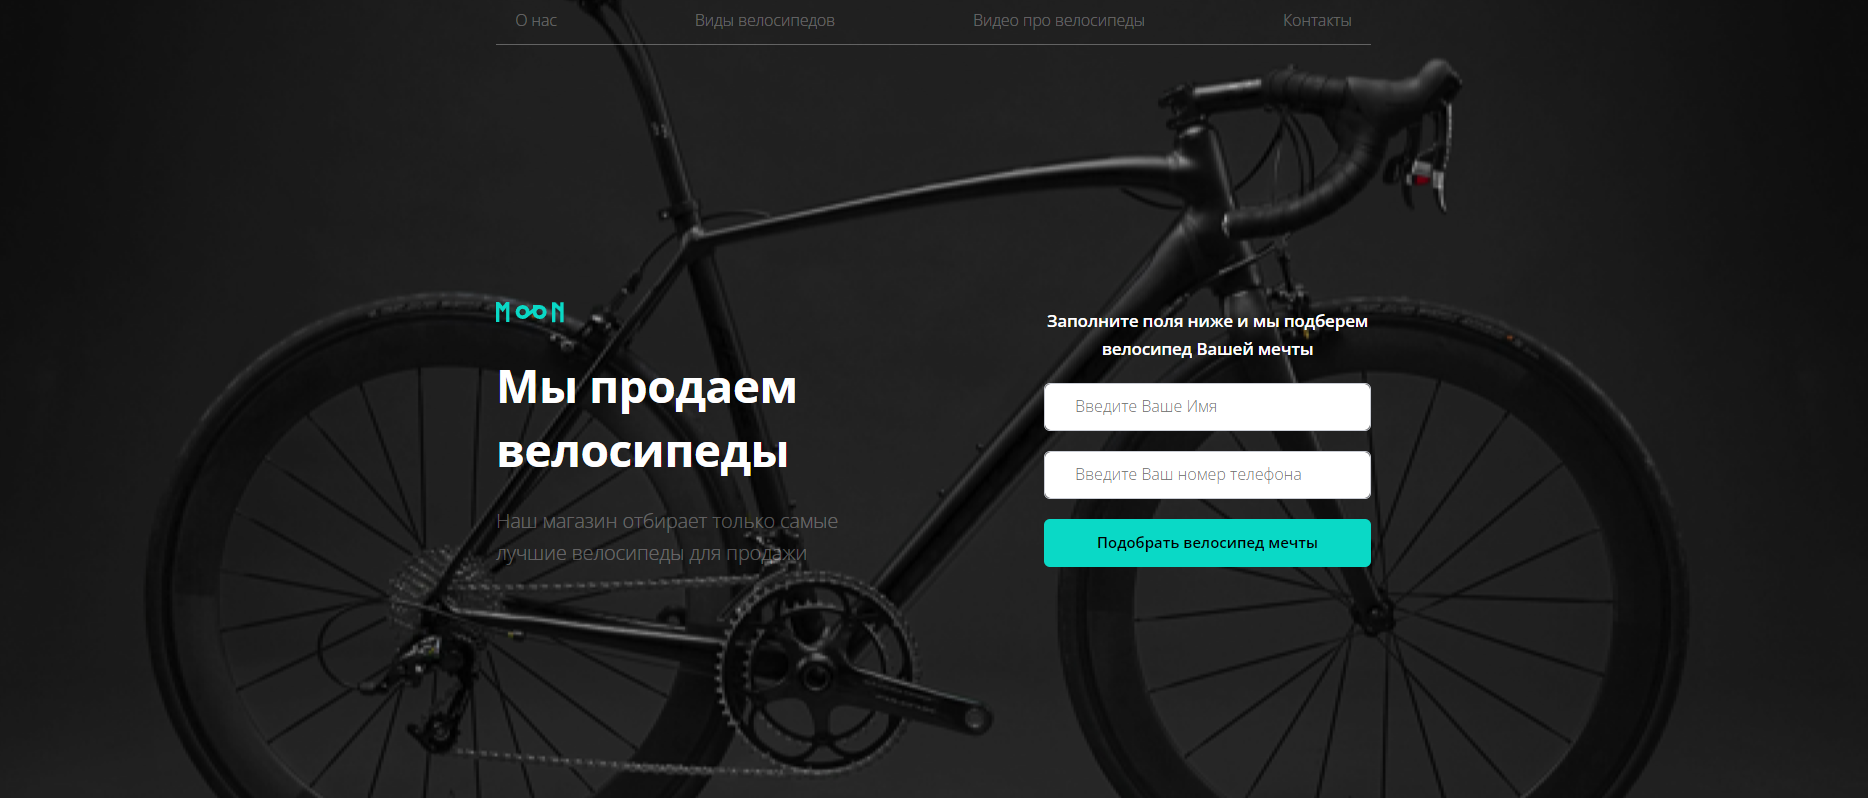 О нас
Виды велосипедов
Видео про велосипеды
Контакты
MOON
Мы продаем
велосипеды
Наш магазин отбирает только самые
лучшие велосипеды для продажи
Заполните поля ниже и мы подберем
велосипед Вашей мечты
Введите Ваше Имя
Введите Ваш номер телефона
Подобрать велосипед мечты